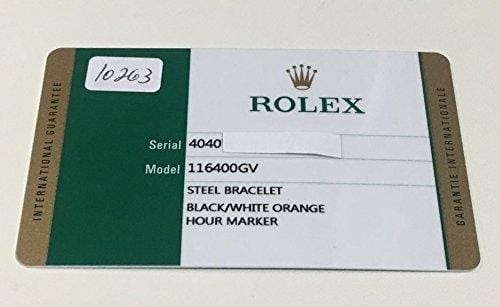 10263
ROLEX
Serial 4040
Model 116400GV
STEEL BRACELET
BLACK/WHITE ORANGE
HOUR MARKER
INTERNATIONAL GUARANTEE
GARANTIE INTERNATIONALE